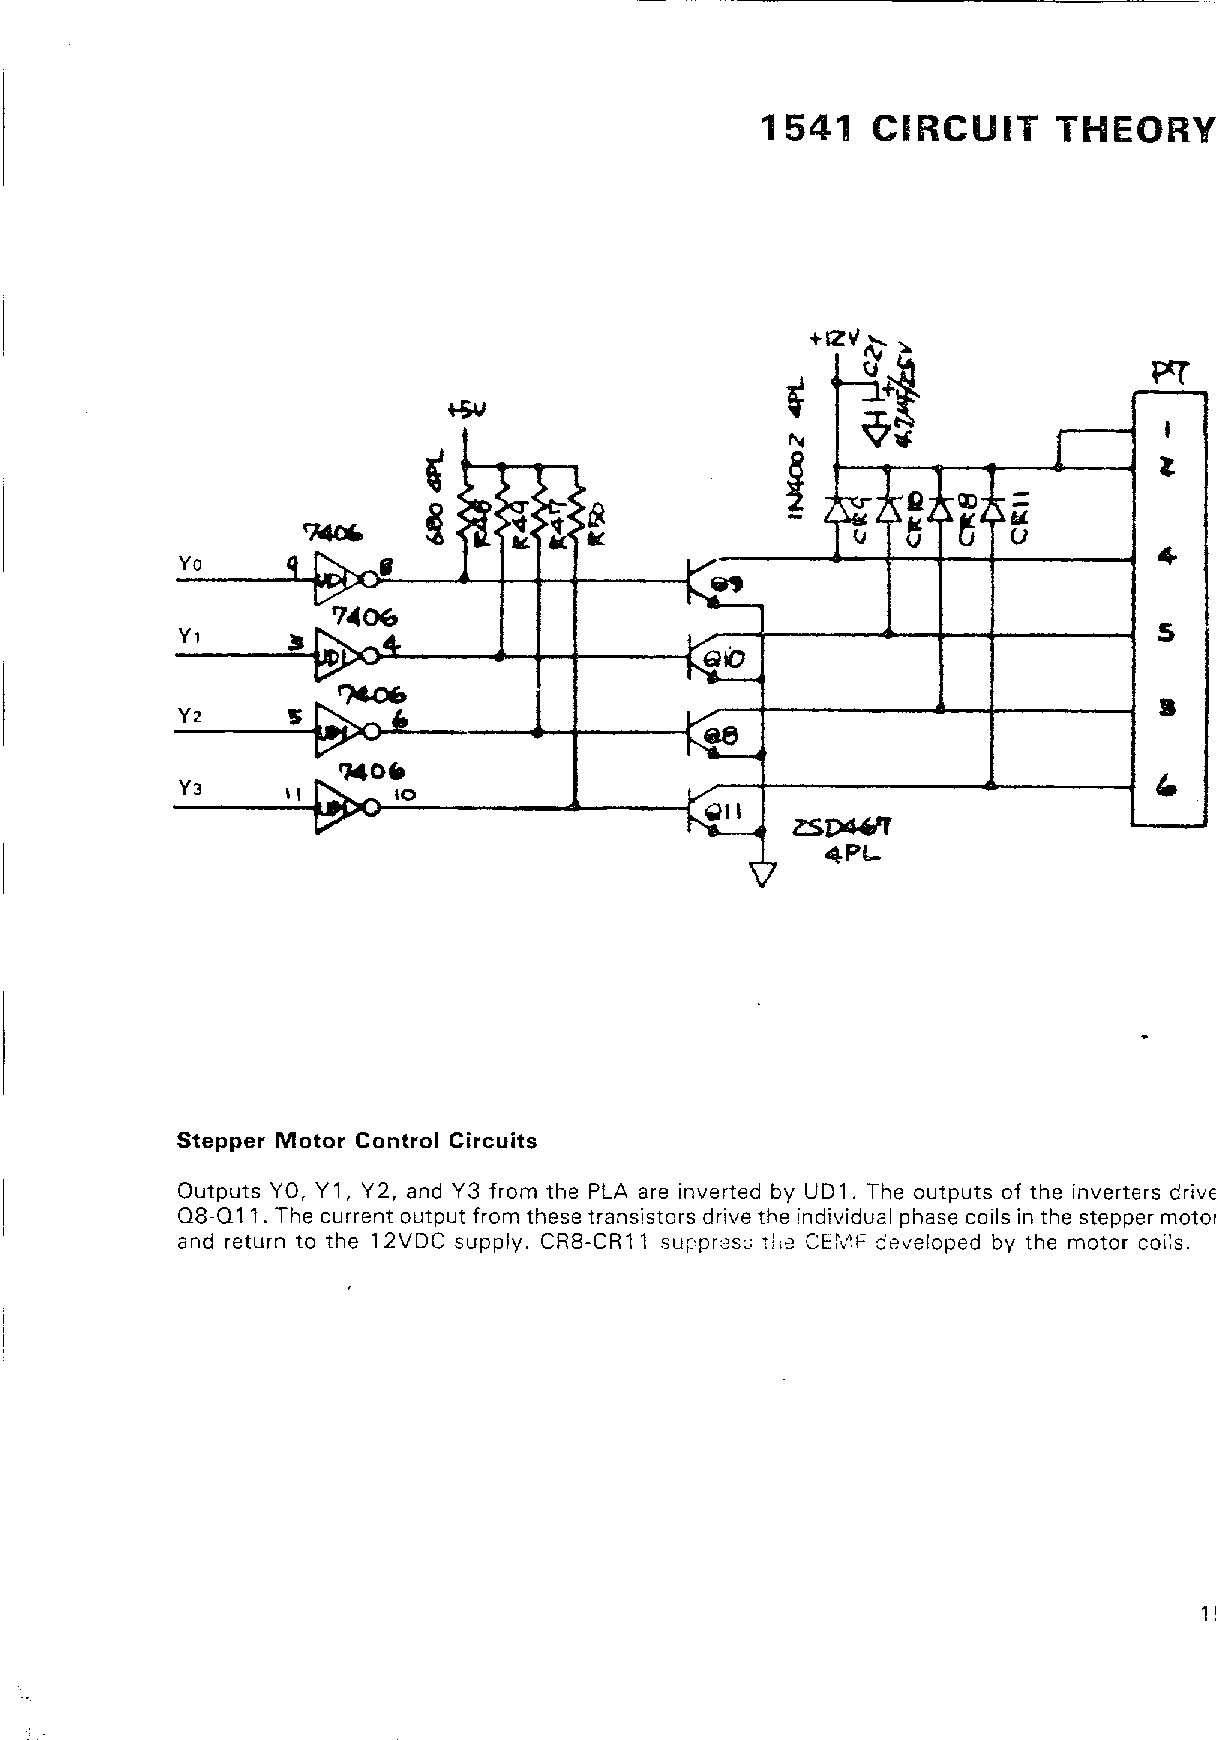 1541 CIRCUIT THEORY
+12V
C21
4.7µF/25V
P7
+5V
1N4002 4PL
680 4PL
R48
R49
R47
R50
CR9
CR10
CR8
CR11
1
2
7406
Y0
9
UD1
8
Q9
4
7406
Y1
3
UD1
4
Q10
5
7406
Y2
5
UD1
6
Q8
3
7406
Y3
11
UD1
10
Q11
6
2SD467
4PL
Stepper Motor Control Circuits
Outputs Y0, Y1, Y2, and Y3 from the PLA are inverted by UD1. The outputs of the inverters drive
Q8-Q11. The current output from these transistors drive the individual phase coils in the stepper motor
and return to the 12VDC supply. CR8-CR11 suppress the CEMF developed by the motor coils.